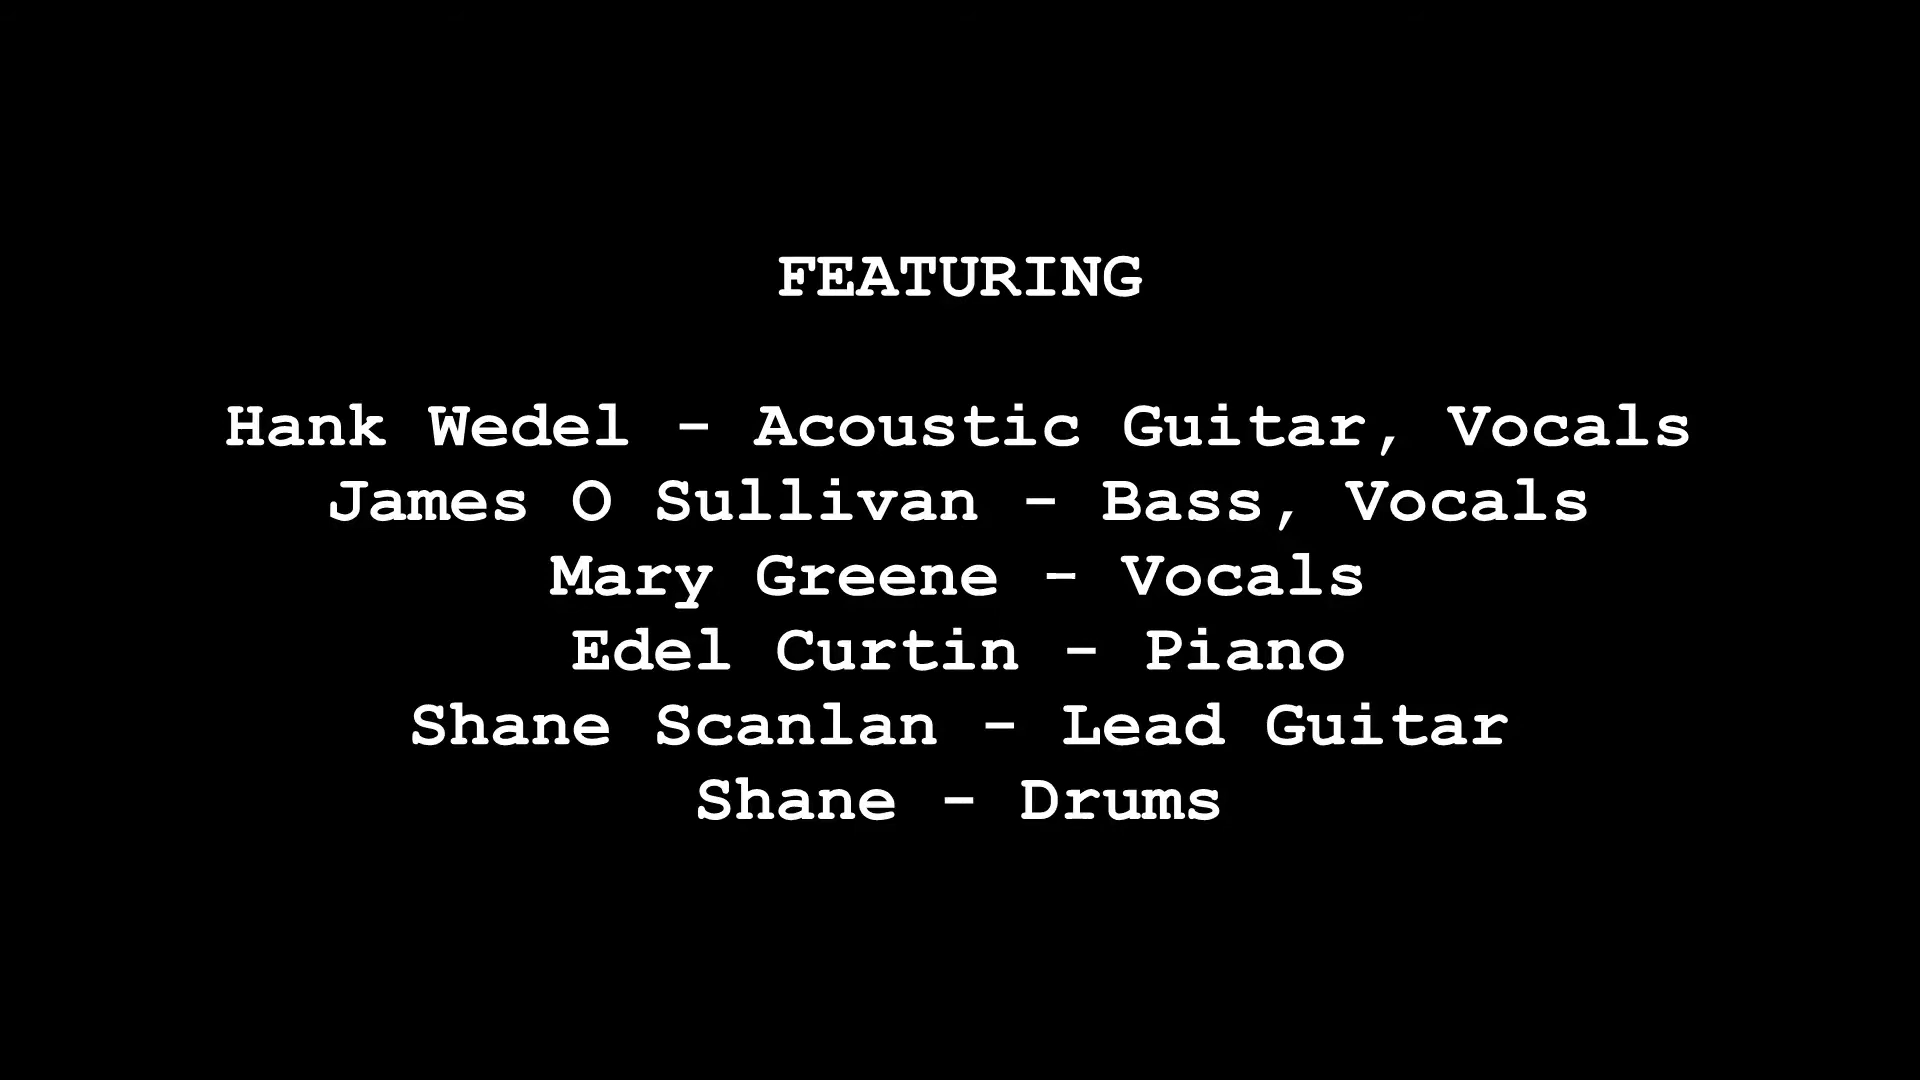 FEATURING
Hank Wedel - Acoustic Guitar, Vocals
James O Sullivan - Bass, Vocals
Mary Greene - Vocals
Edel Curtin - Piano
Shane Scanlan - Lead Guitar
Shane - Drums